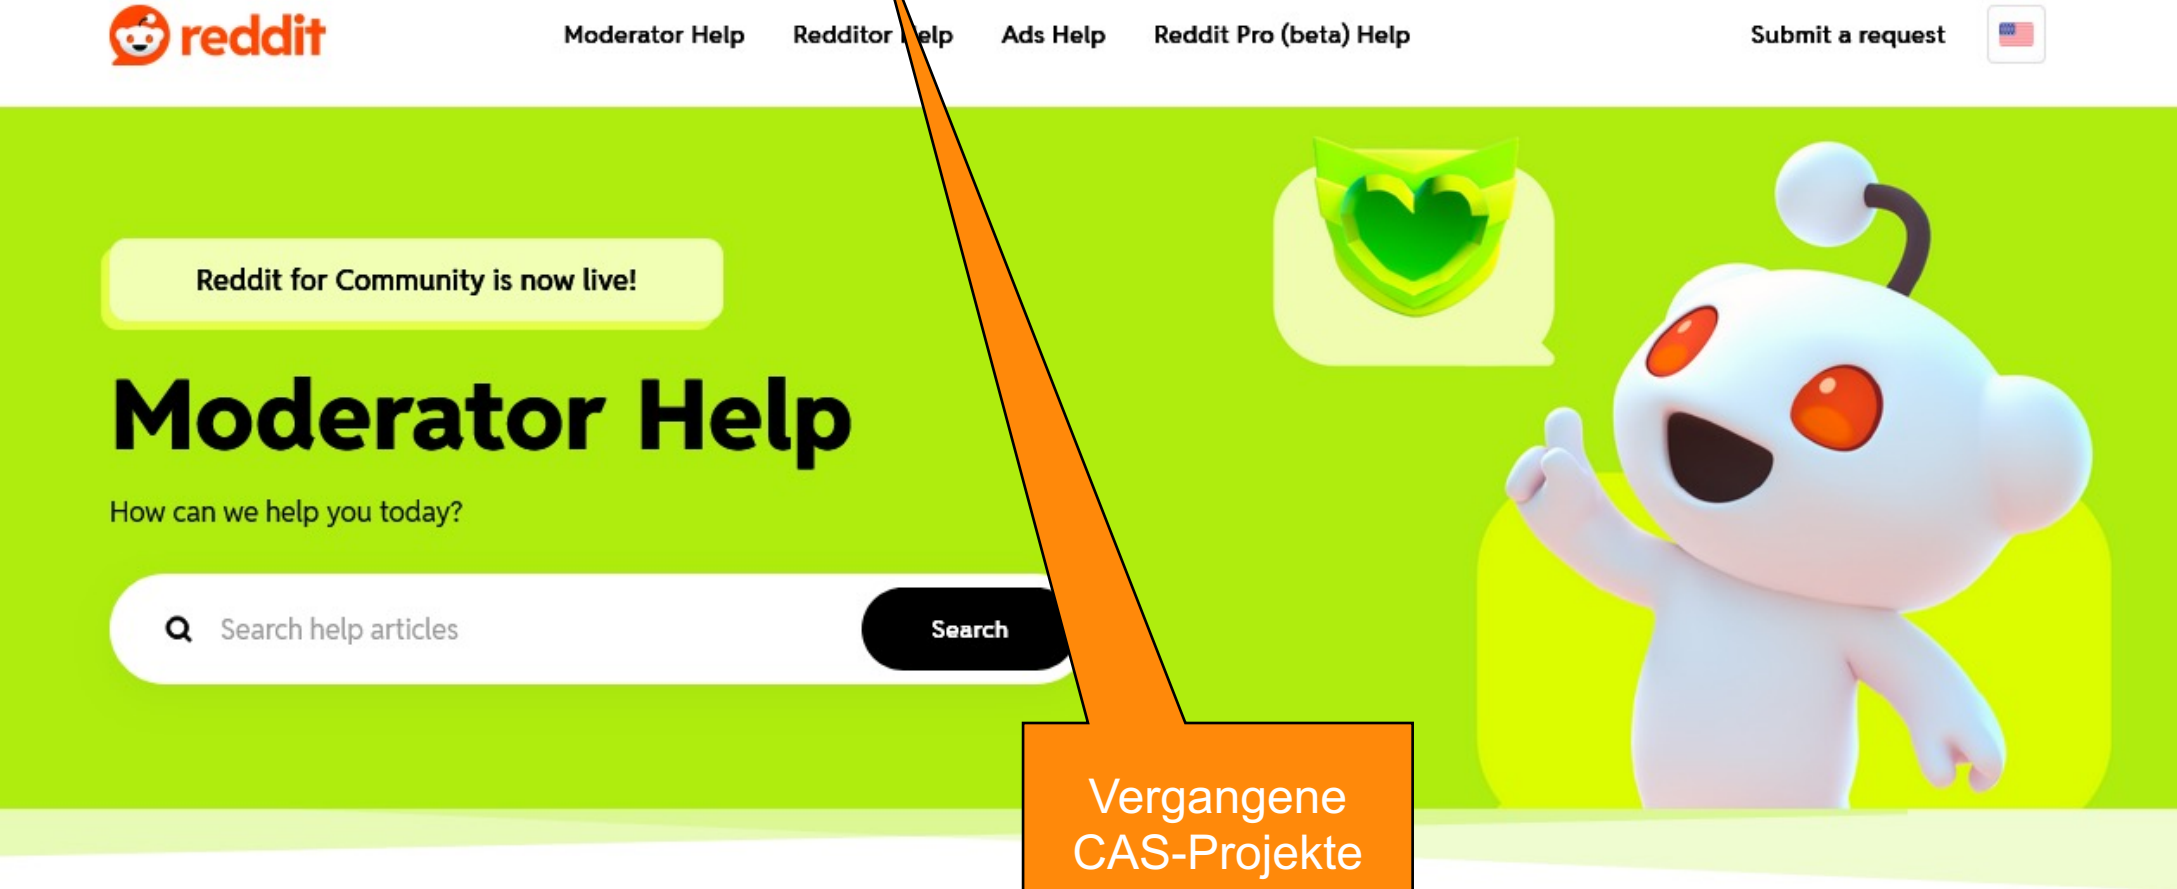 reddit
Moderator Help
Redditor Help
Ads Help
Reddit Pro (beta) Help
Submit a request
Reddit for Community is now live!
Moderator Help
How can we help you today?
Search help articles
Search
Vergangene
CAS-Projekte